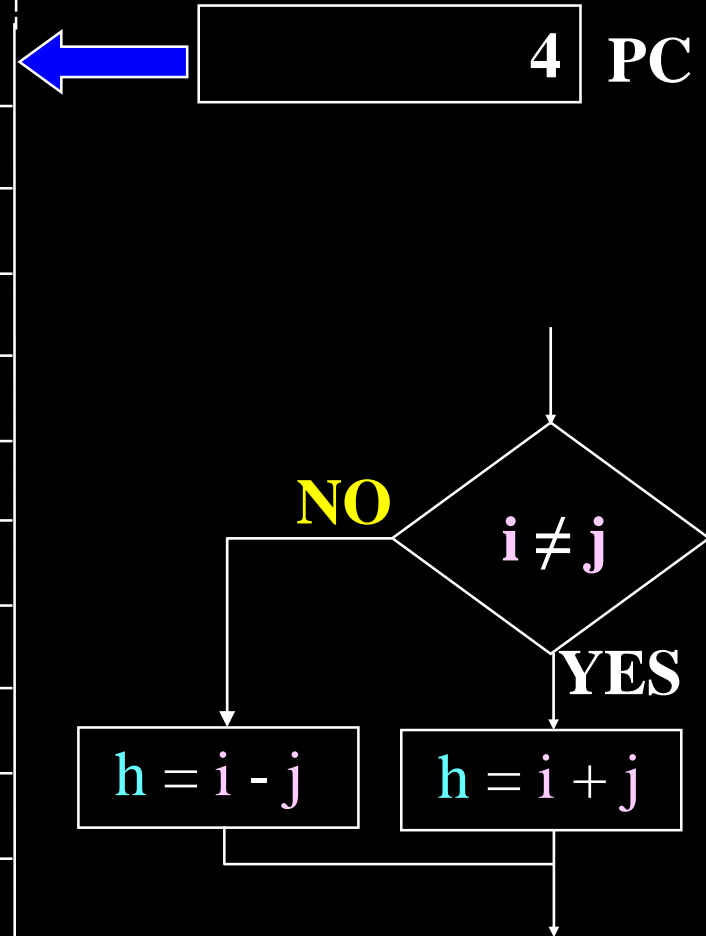 4 PC
NO
i ≠ j
YES
h = i - j
h = i + j